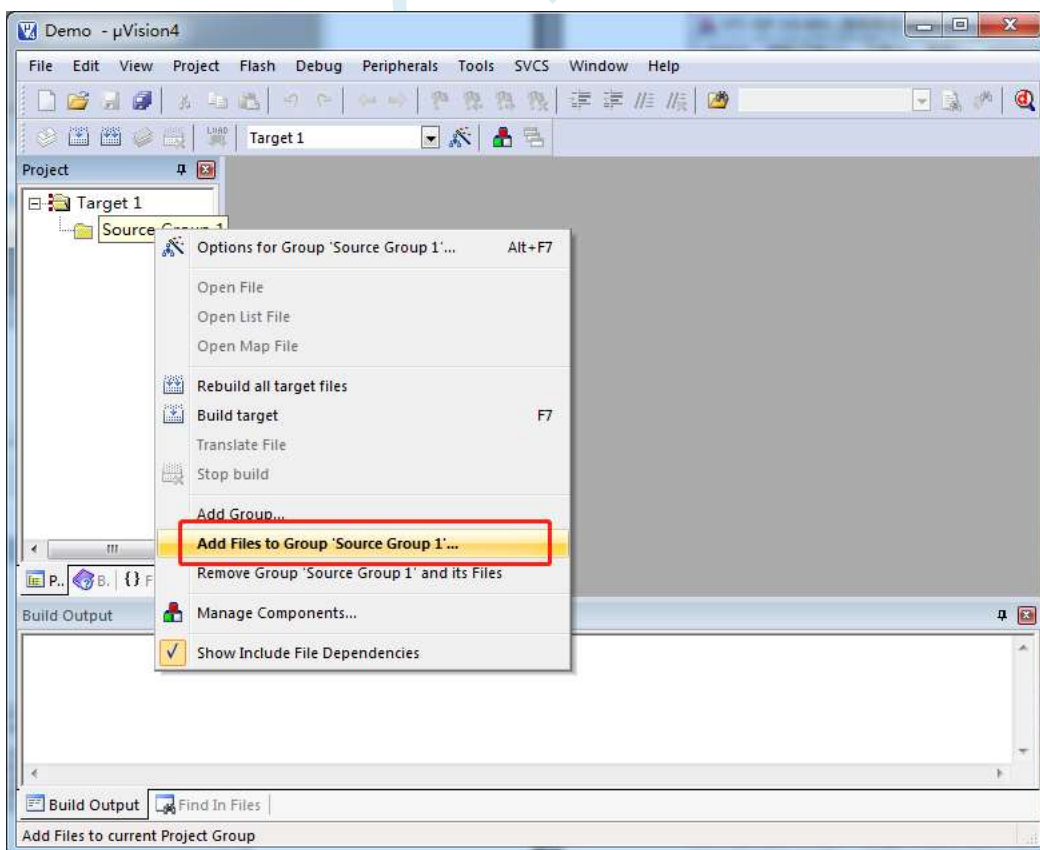 Demo - µVision4
File Edit View Project Flash Debug Peripherals Tools SVCS Window Help
LOAD Target 1
Project
Target 1
Source Group 1
Options for Group 'Source Group 1'... Alt+F7
Open File
Open List File
Open Map File
Rebuild all target files
Build target F7
Translate File
Stop build
Add Group...
Add Files to Group 'Source Group 1'...
Remove Group 'Source Group 1' and its Files
Manage Components...
Show Include File Dependencies
P.. B. {} F
Build Output
Build Output Find In Files
Add Files to current Project Group